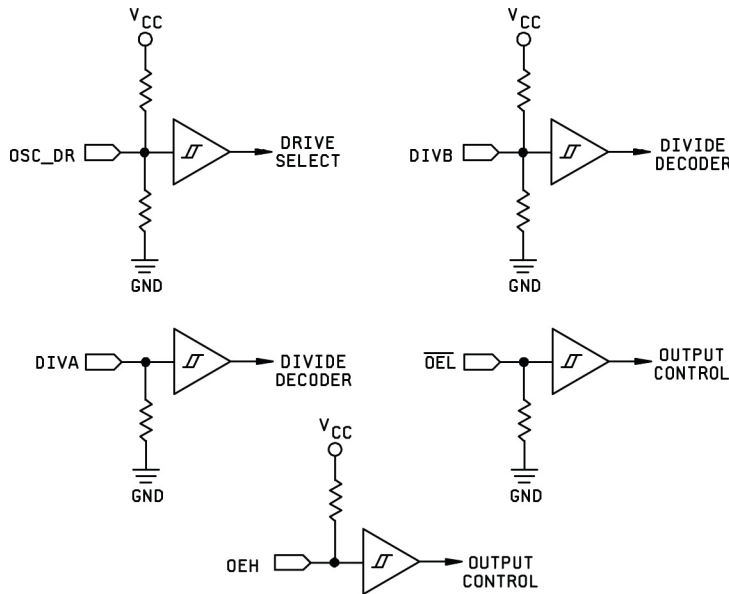 VCC
OSC_DR
DRIVE
SELECT
GND
VCC
DIVB
DIVIDE
DECODER
GND
DIVA
DIVIDE
DECODER
GND
OEL
OUTPUT
CONTROL
GND
VCC
OEH
OUTPUT
CONTROL